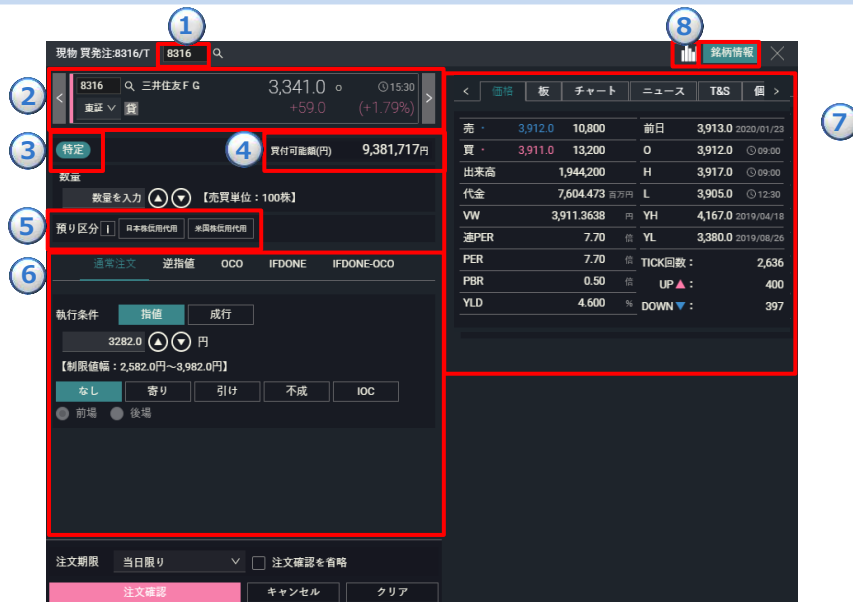 1
8
現物 買発注:8316/T 8316
銘柄情報
2
8316 三井住友ＦＧ 3,341.0 o 15:30
東証 貸 +59.0 (+1.79%)
3
特定
4
買付可能額(円) 9,381,717円
数量
数量を入力 【売買単位：100株】
5
預り区分 日本株信用代用 米国株信用代用
6
通常注文 逆指値 OCO IFDONE IFDONE-OCO
執行条件 指値 成行
3282.0 円
【制限値幅：2,582.0円～3,982.0円】
なし 寄り 引け 不成 IOC
前場 後場
注文期限 当日限り 注文確認を省略
注文確認 キャンセル クリア
7
< 価格 板 チャート ニュース T&S 個 >
売 - 3,912.0 10,800 前日 3,913.0 2020/01/23
買 - 3,911.0 13,200 O 3,912.0 09:00
出来高 1,944,200 H 3,917.0 09:00
代金 7,604.473 百万円 L 3,905.0 12:30
VW 3,911.3638 円 YH 4,167.0 2019/04/18
連PER 7.70 倍 YL 3,380.0 2019/08/26
PER 7.70 倍 TICK回数： 2,636
PBR 0.50 倍 UP▲： 400
YLD 4.600 % DOWN▼： 397